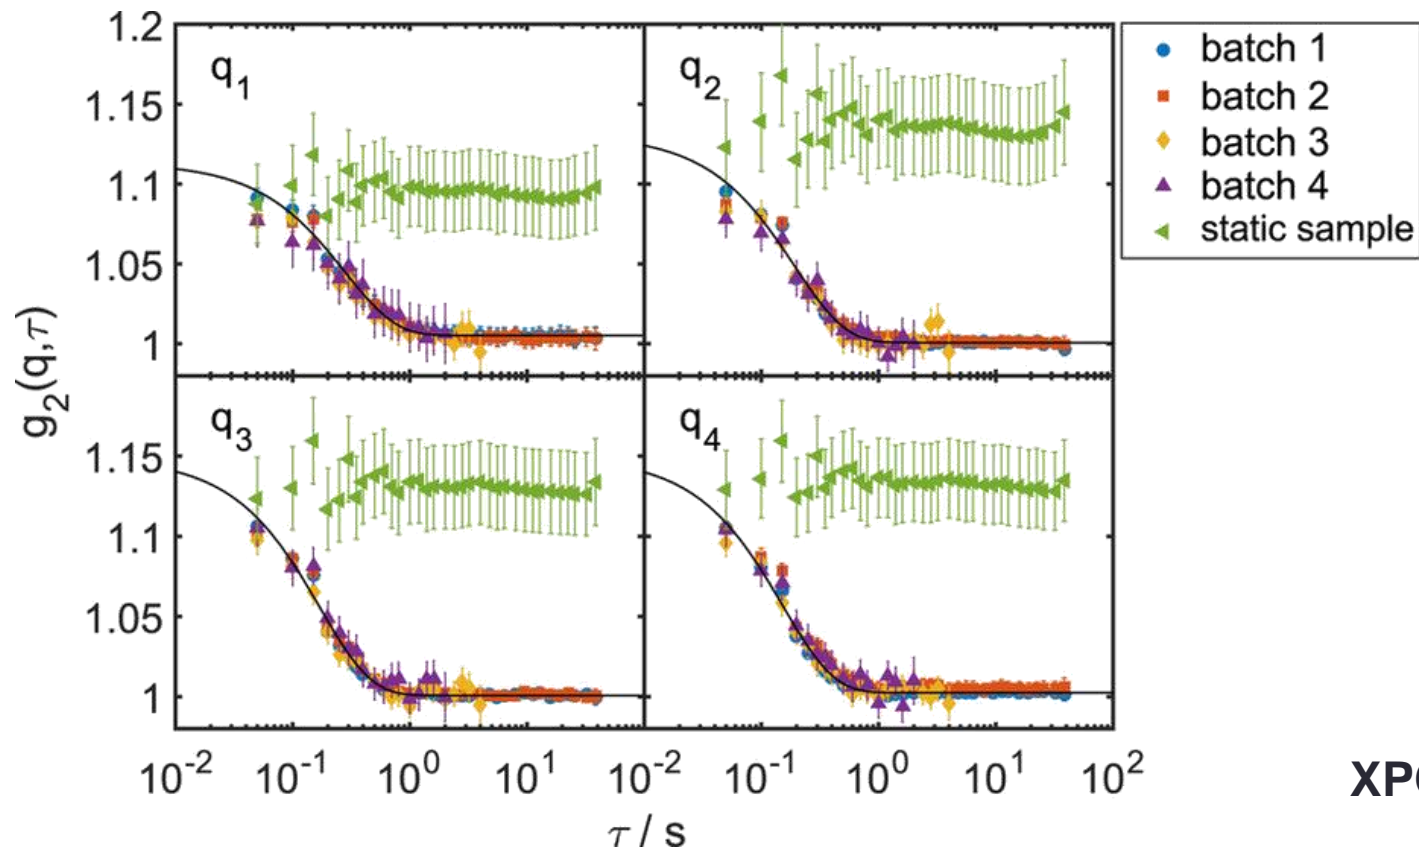 1.2
1.15
1.1
1.05
1
1.15
1.1
1.05
1
g₂(q,τ)
q₁
q₂
q₃
q₄
10⁻² 10⁻¹ 10⁰ 10¹ 10⁻² 10⁻¹ 10⁰ 10¹ 10²
τ / s
batch 1
batch 2
batch 3
batch 4
static sample